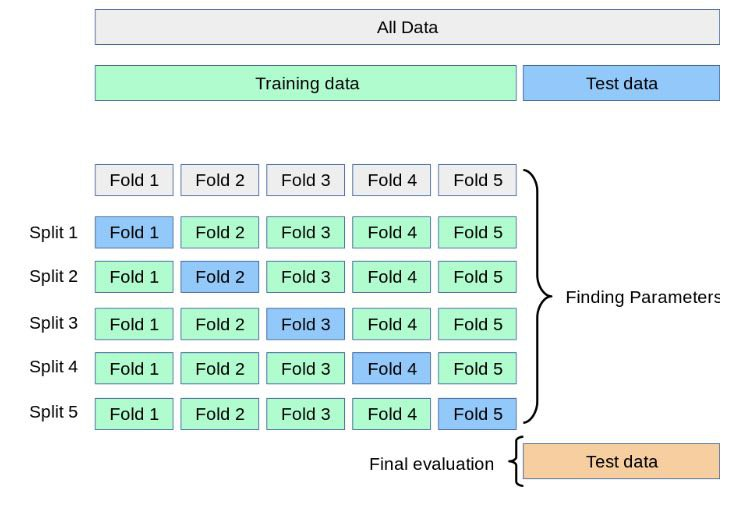 All Data
Training data Test data
Fold 1 Fold 2 Fold 3 Fold 4 Fold 5
Split 1 Fold 1 Fold 2 Fold 3 Fold 4 Fold 5
Split 2 Fold 1 Fold 2 Fold 3 Fold 4 Fold 5
Finding Parameters
Split 3 Fold 1 Fold 2 Fold 3 Fold 4 Fold 5
Split 4 Fold 1 Fold 2 Fold 3 Fold 4 Fold 5
Split 5 Fold 1 Fold 2 Fold 3 Fold 4 Fold 5
Final evaluation Test data